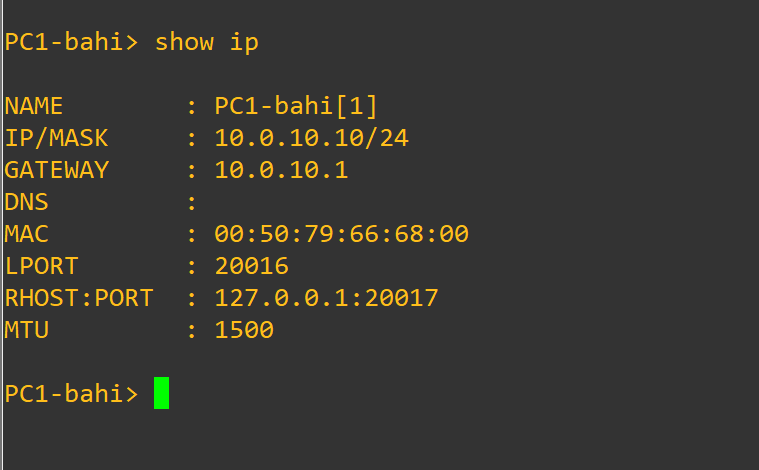 PC1-bahi> show ip
NAME        : PC1-bahi[1]
IP/MASK     : 10.0.10.10/24
GATEWAY     : 10.0.10.1
DNS         :
MAC         : 00:50:79:66:68:00
LPORT       : 20016
RHOST:PORT  : 127.0.0.1:20017
MTU         : 1500
PC1-bahi>